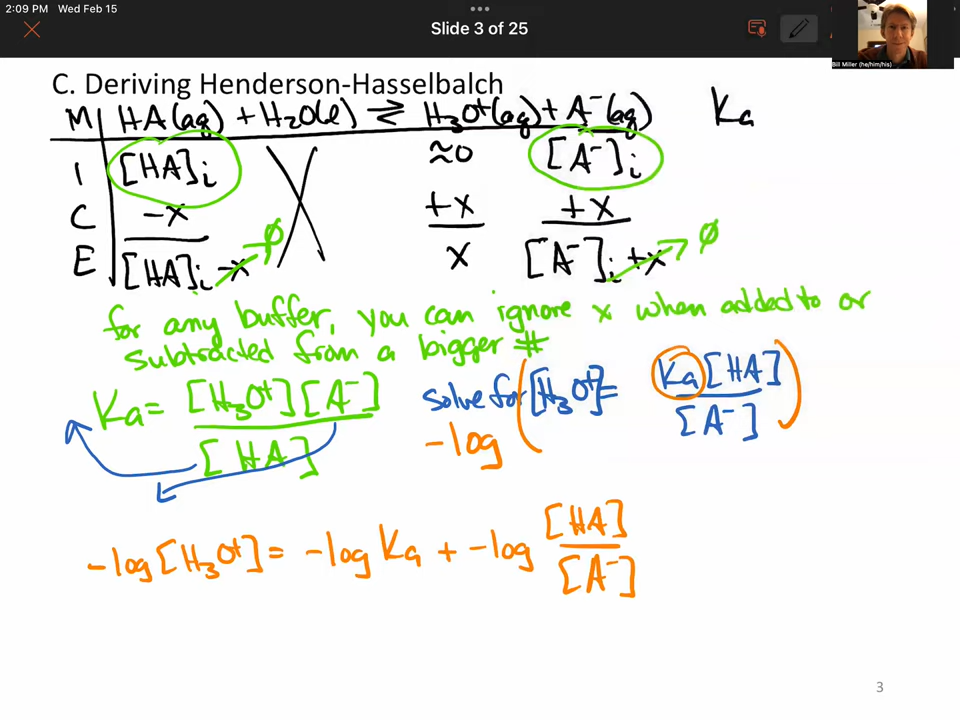 2:09 PM Wed Feb 15
Slide 3 of 25
Bill Miller (he/him/his)
C. Deriving Henderson-Hasselbalch
M HA(aq) + H₂O(l) ⇌ H₃O⁺(aq) + A⁻(aq) Ka
I [HA]i ≈0 [A⁻]i
C -x +x +x
E [HA]i -x → ø x [A⁻]i +x → ø
for any buffer, you can ignore x when added to or
subtracted from a bigger #
Ka = [H₃O⁺][A⁻] / [HA]
solve for [H₃O⁺] = Ka[HA] / [A⁻]
-log
-log[H₃O⁺] = -log Ka + -log [HA] / [A⁻]
3